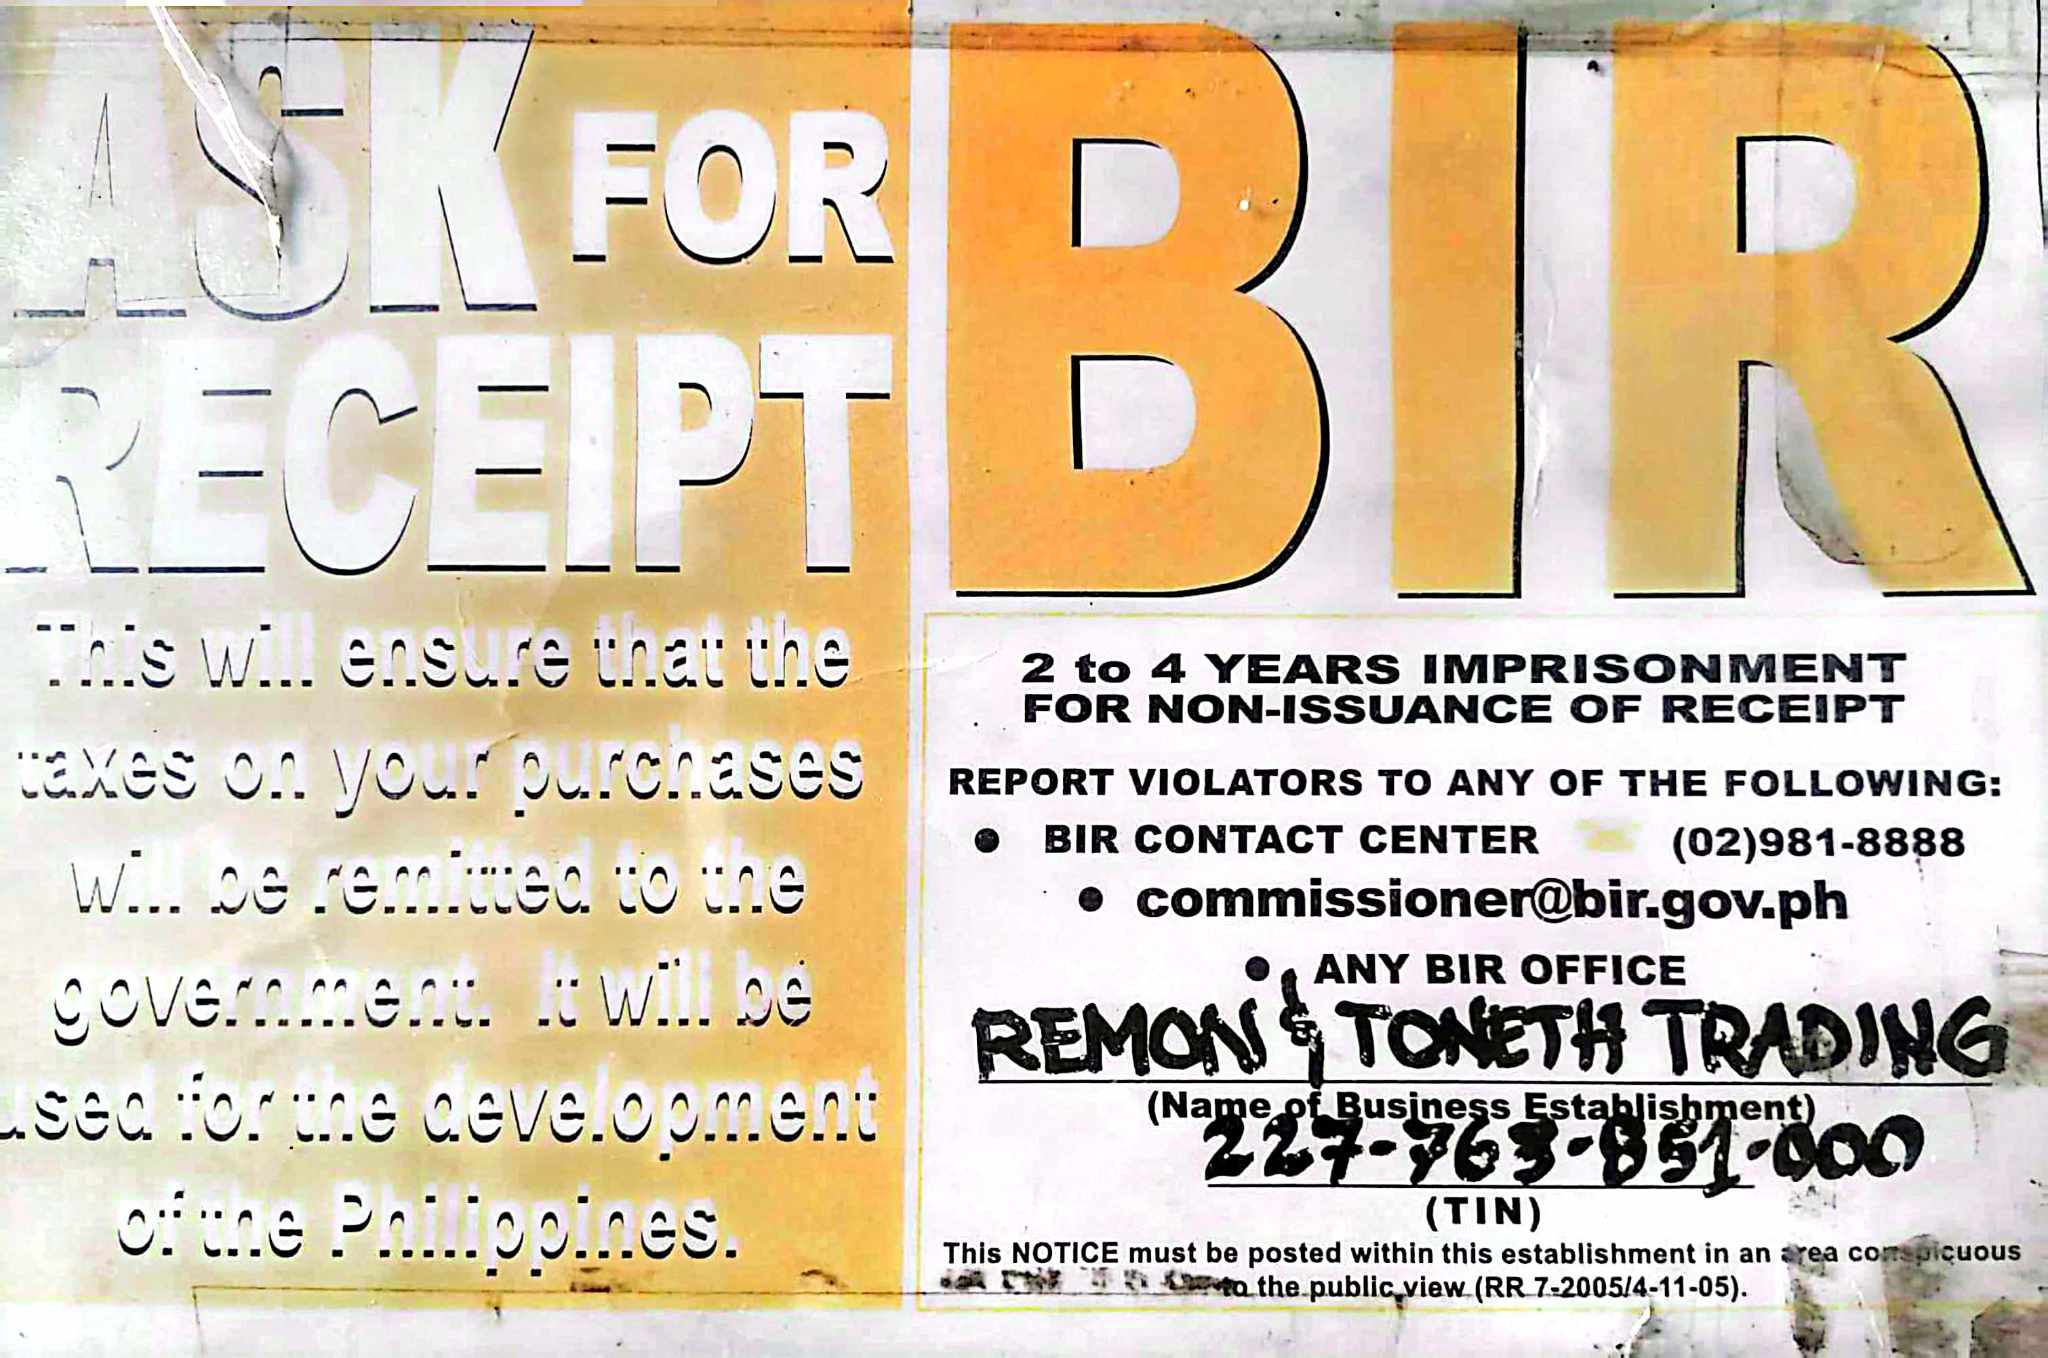 ASK FOR
RECEIPT
This will ensure that the
taxes on your purchases
will be remitted to the
government. It will be
used for the development
of the Philippines.
BIR
2 to 4 YEARS IMPRISONMENT
FOR NON-ISSUANCE OF RECEIPT
REPORT VIOLATORS TO ANY OF THE FOLLOWING:
• BIR CONTACT CENTER (02)981-8888
• commissioner@bir.gov.ph
• ANY BIR OFFICE
REMON & TONETH TRADING
(Name of Business Establishment)
227-763-851-000
(TIN)
This NOTICE must be posted within this establishment in an area conspicuous
to the public view (RR 7-2005/4-11-05).